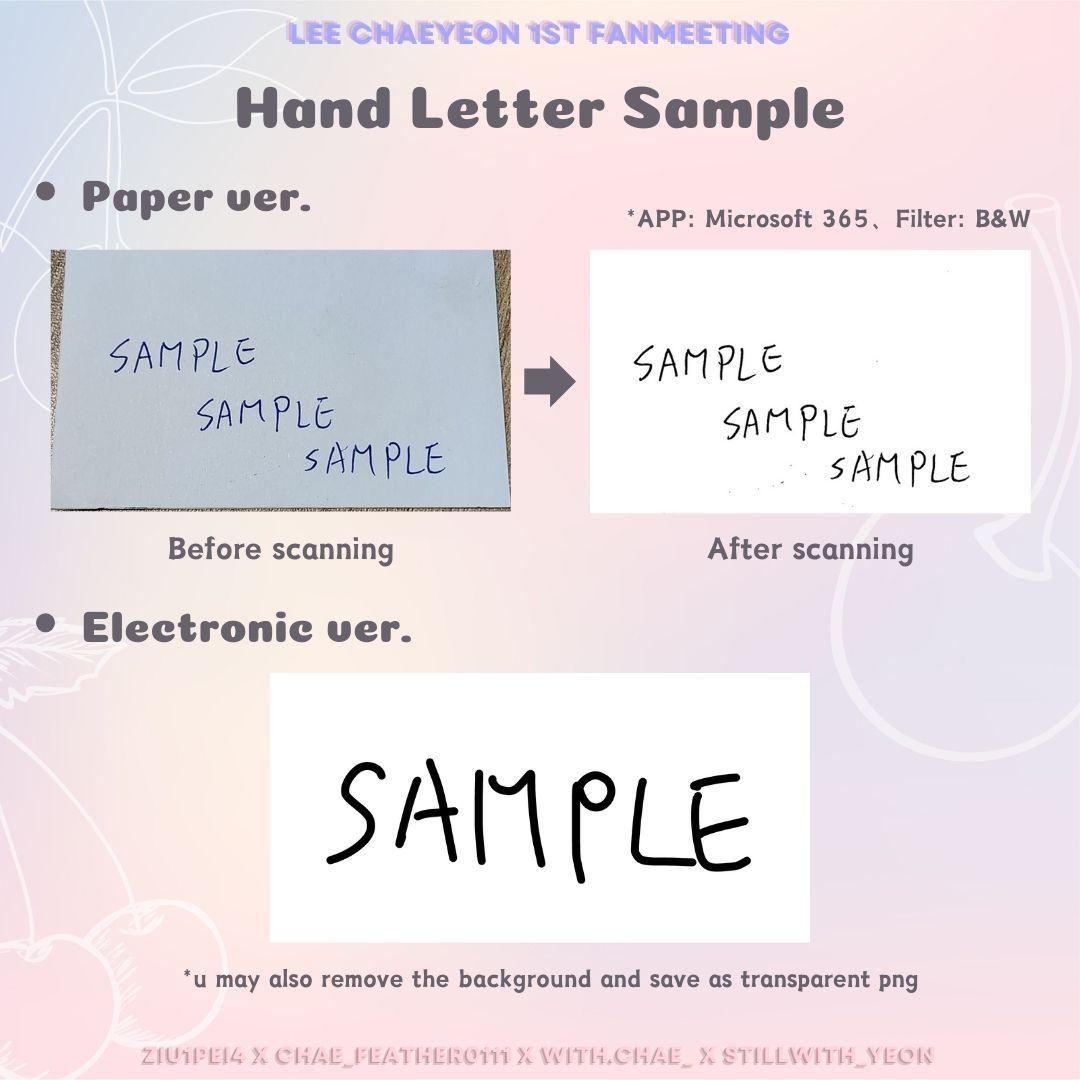 LEE CHAEYEON 1ST FANMEETING
Hand Letter Sample
• Paper ver.
*APP: Microsoft 365、Filter: B&W
SAMPLE
SAMPLE
SAMPLE
SAMPLE
SAMPLE
SAMPLE
Before scanning
After scanning
• Electronic ver.
SAMPLE
*u may also remove the background and save as transparent png
ZIU1PEI4 X CHAE_FEATHER0111 X WITH.CHAE_ X STILLWITH_YEON